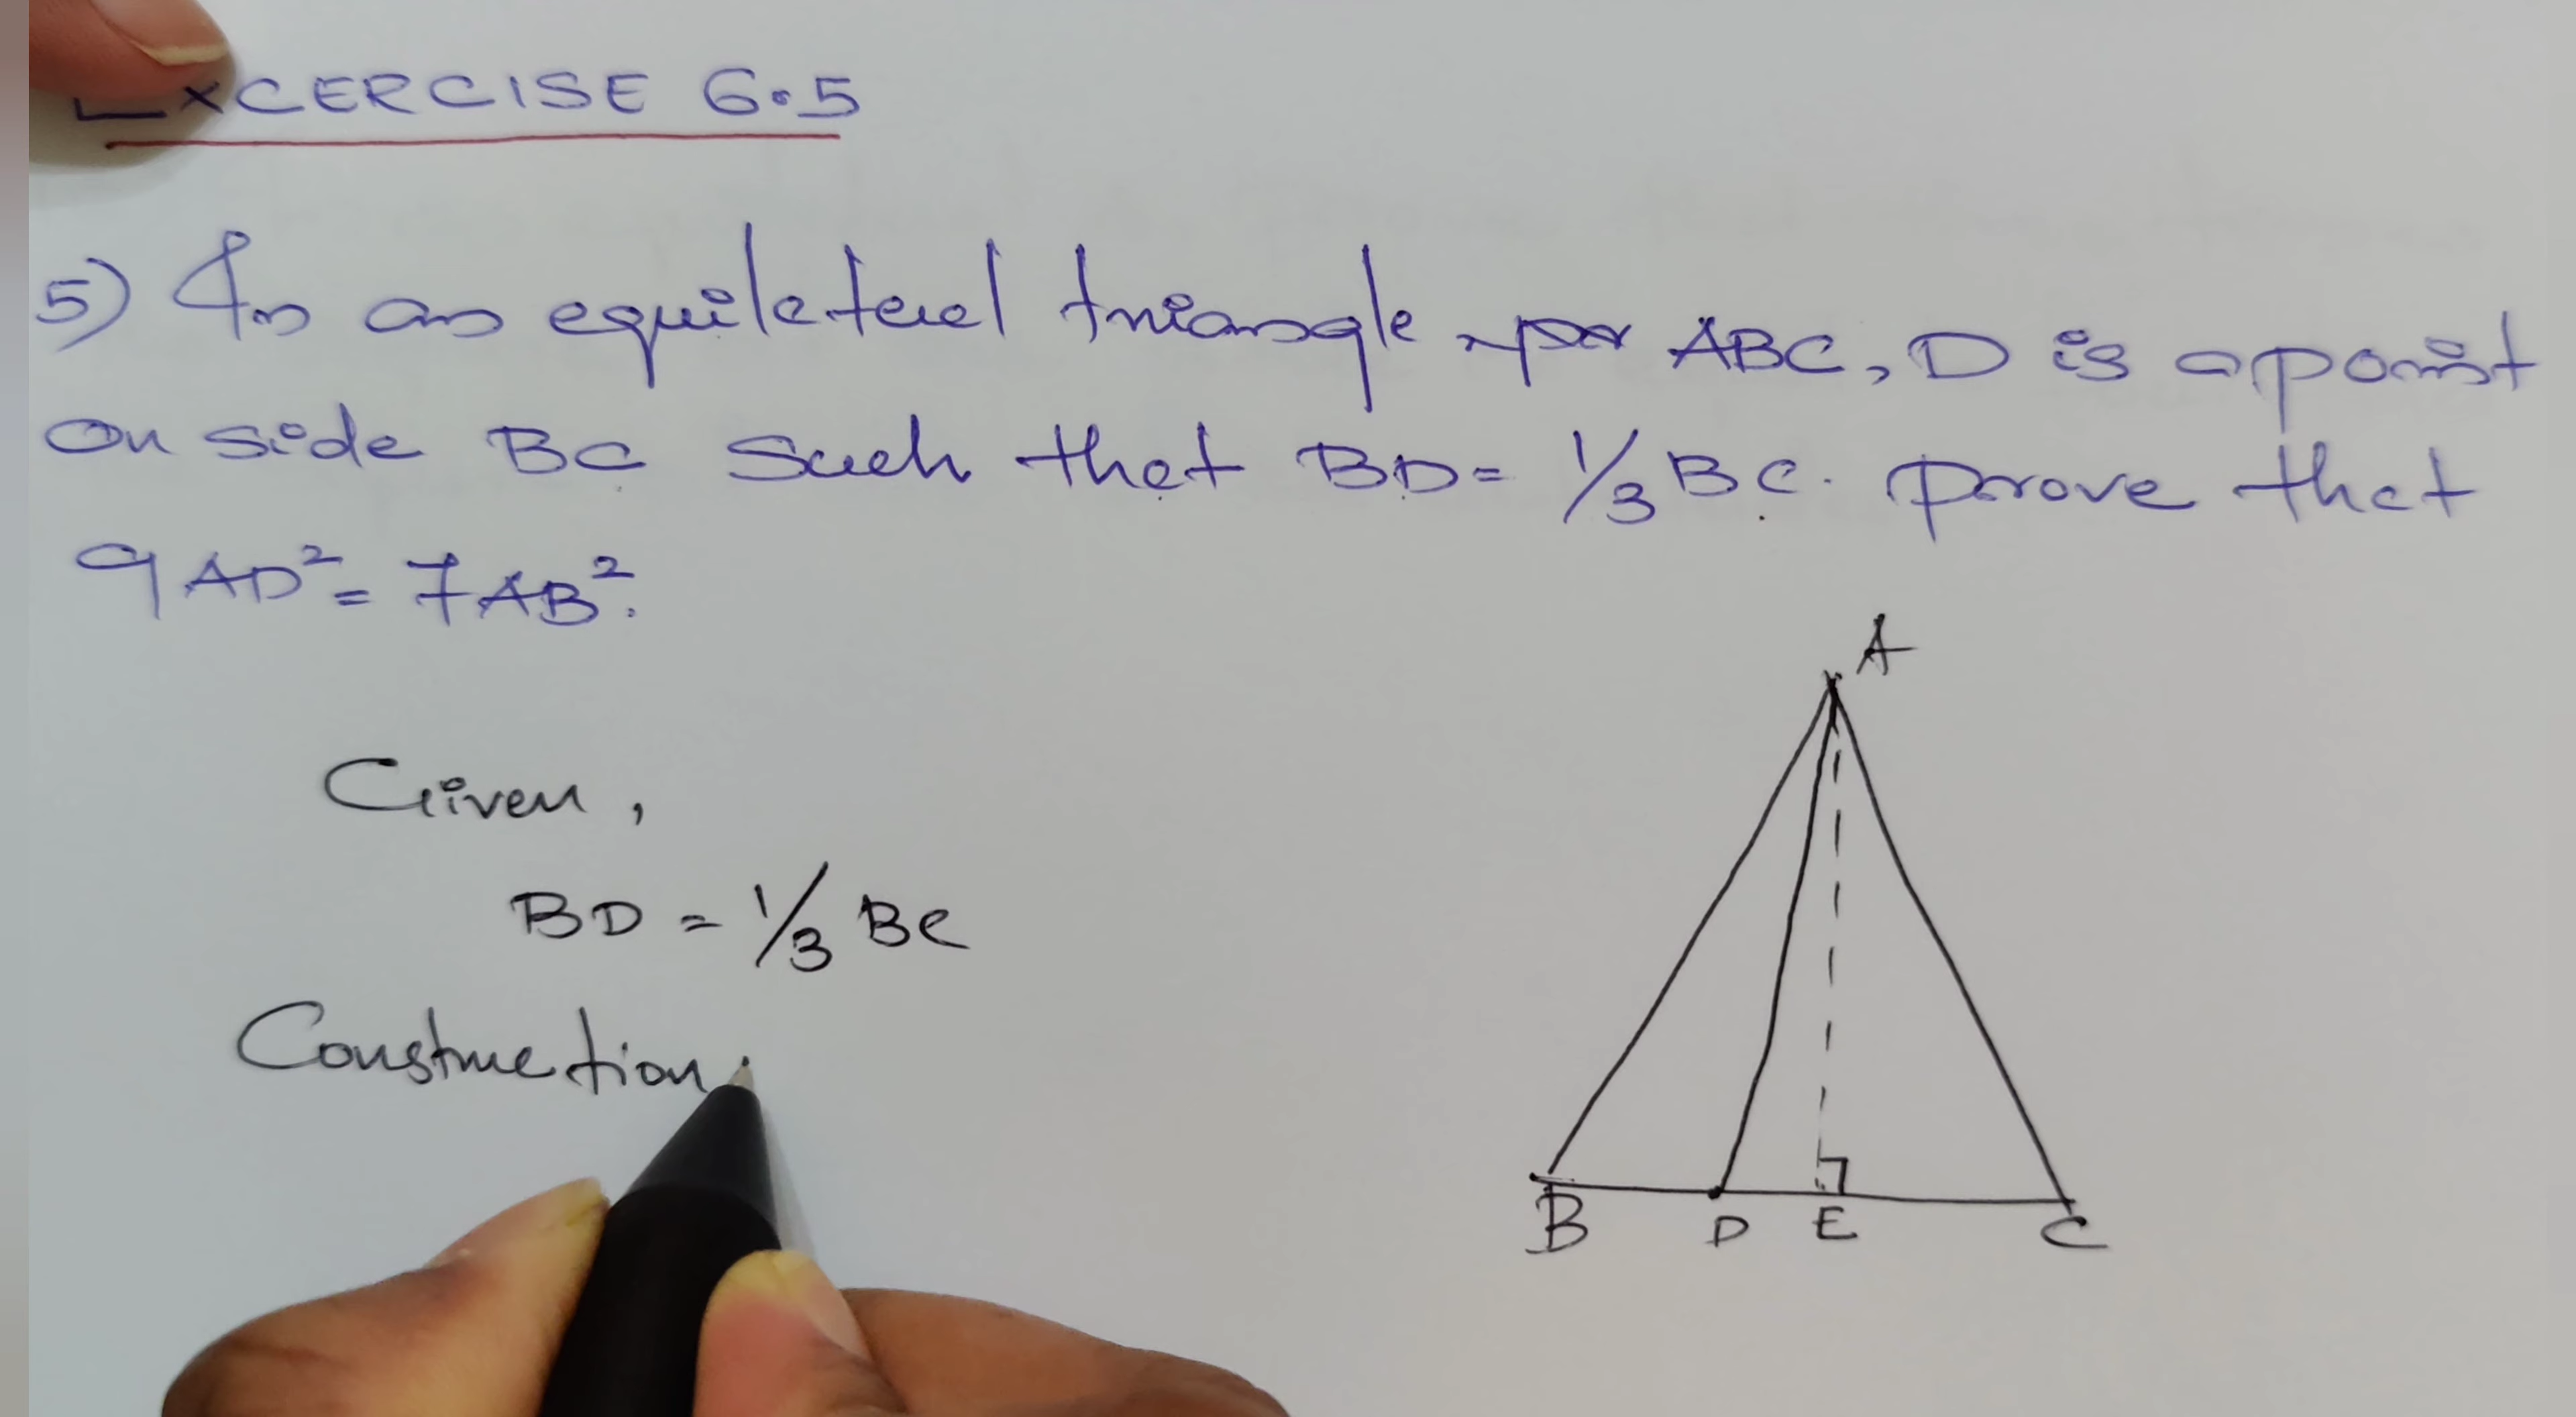 EXCERCISE 6.5
5) In an equilateral triangle ABC, D is a point
on side BC such that BD = 1/3 BC. prove that
9AD² = 7AB².
Given,
BD = 1/3 BC
Construction
A
B D E C